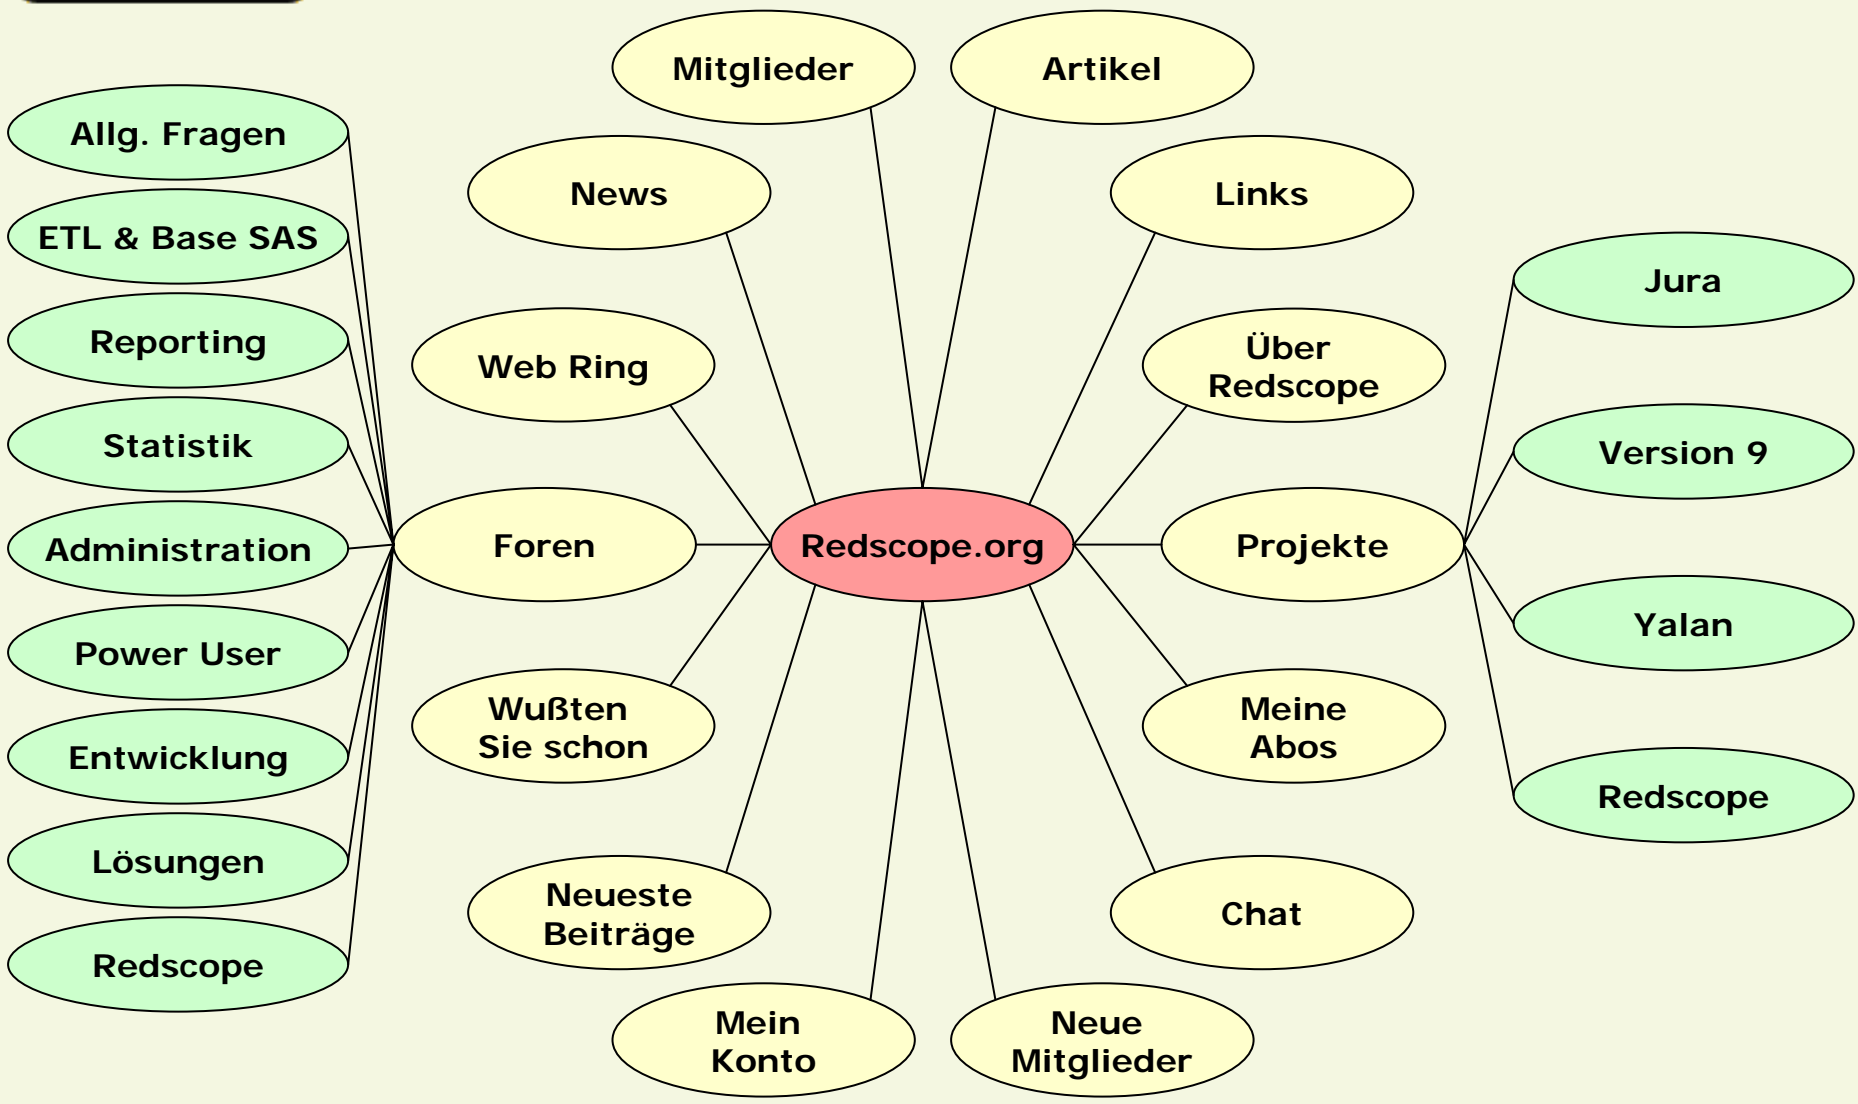 Mitglieder
Artikel
Allg. Fragen
News
Links
ETL & Base SAS
Jura
Reporting
Web Ring
Über
Redscope
Statistik
Version 9
Administration
Foren
Redscope.org
Projekte
Power User
Yalan
Wußten
Sie schon
Meine
Abos
Entwicklung
Redscope
Lösungen
Neueste
Beiträge
Chat
Redscope
Mein
Konto
Neue
Mitglieder